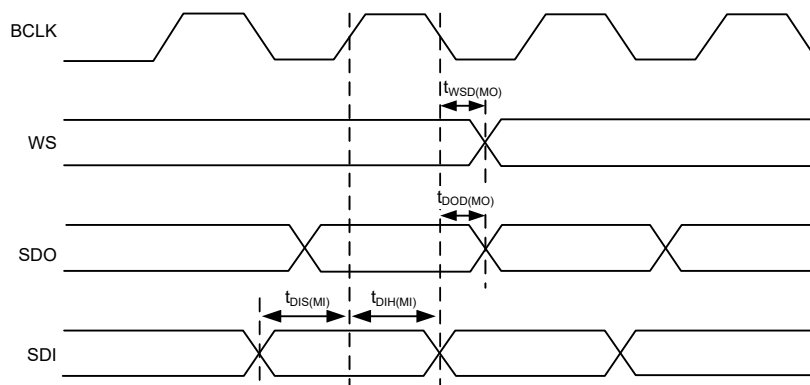 BCLK
tWSD(MO)
WS
tDOD(MO)
SDO
tDIS(MI) tDIH(MI)
SDI